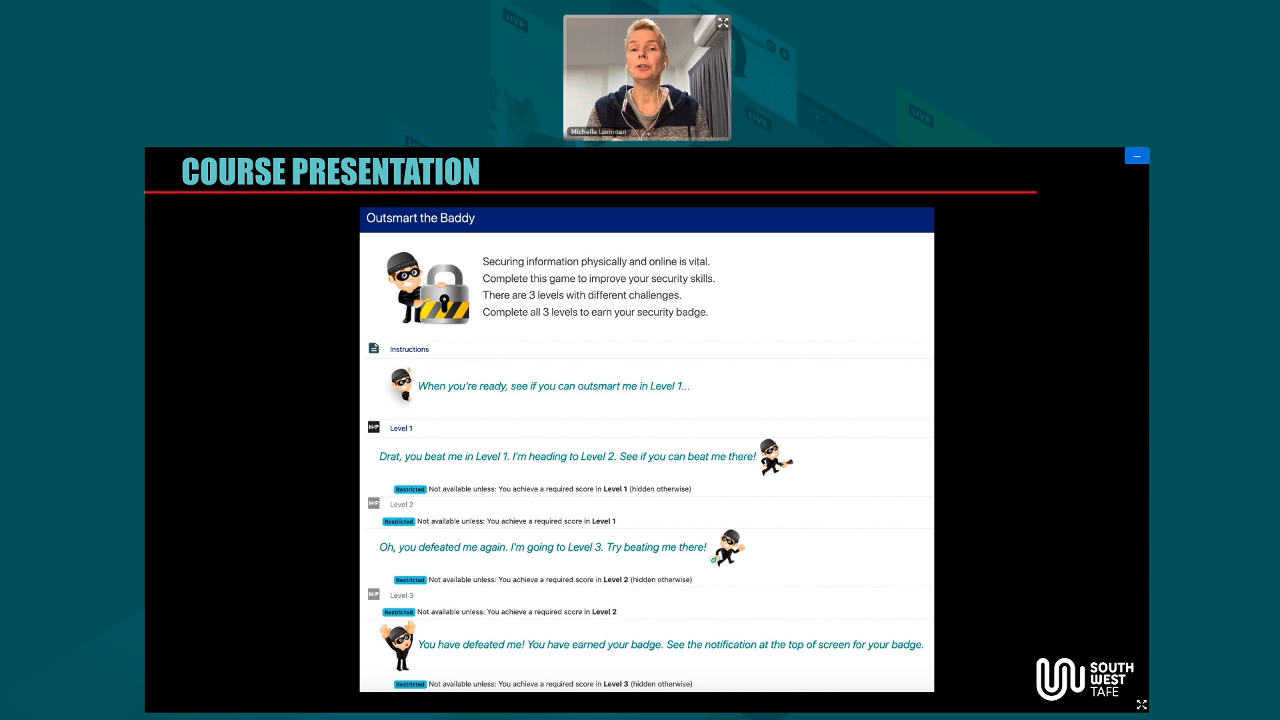 LIVE
LIVE
LIVE
Michelle Lomman
COURSE PRESENTATION
Outsmart the Baddy
Securing information physically and online is vital.
Complete this game to improve your security skills.
There are 3 levels with different challenges.
Complete all 3 levels to earn your security badge.
Instructions
When you're ready, see if you can outsmart me in Level 1...
H-P Level 1
Drat, you beat me in Level 1. I'm heading to Level 2. See if you can beat me there!
Restricted Not available unless: You achieve a required score in Level 1 (hidden otherwise)
H-P Level 2
Restricted Not available unless: You achieve a required score in Level 1
Oh, you defeated me again. I'm going to Level 3. Try beating me there!
Restricted Not available unless: You achieve a required score in Level 2 (hidden otherwise)
H-P Level 3
Restricted Not available unless: You achieve a required score in Level 2
You have defeated me! You have earned your badge. See the notification at the top of screen for your badge.
Restricted Not available unless: You achieve a required score in Level 3 (hidden otherwise)
SOUTH
WEST
TAFE